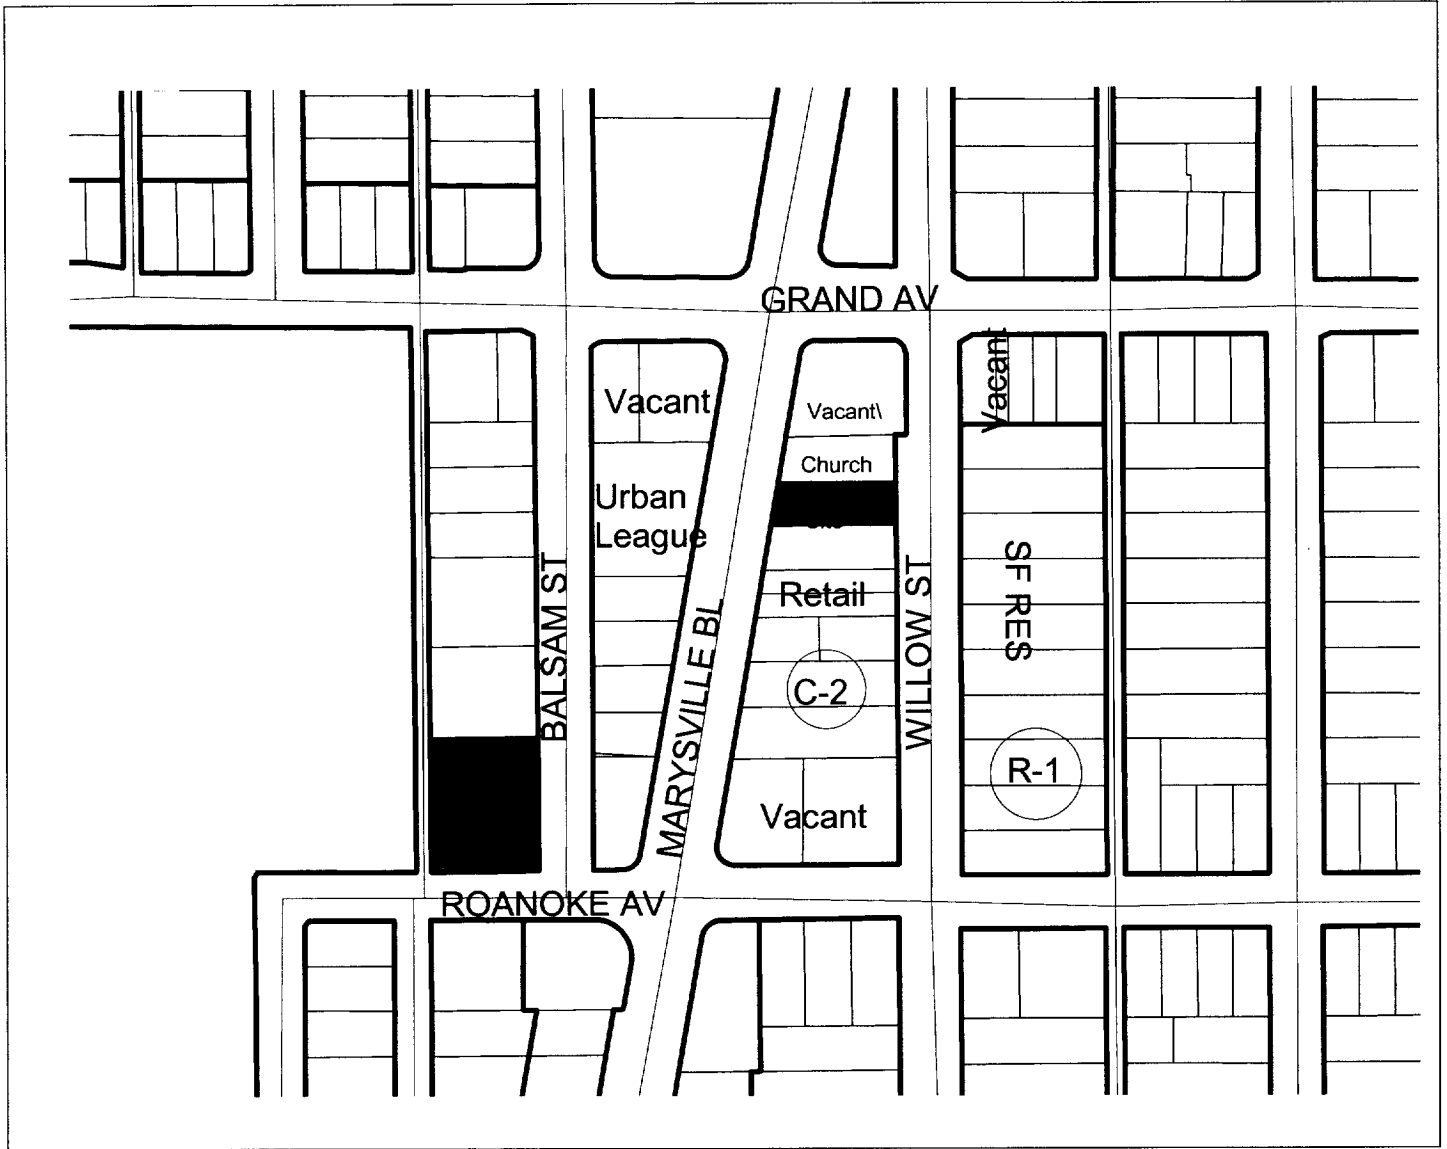 GRAND AV
Vacant
Vacant\
Vacant
Church
Urban
League
SF RES
BALSAM ST
WILLOW ST
Retail
MARYSVILLE BL
C-2
R-1
Vacant
ROANOKE AV